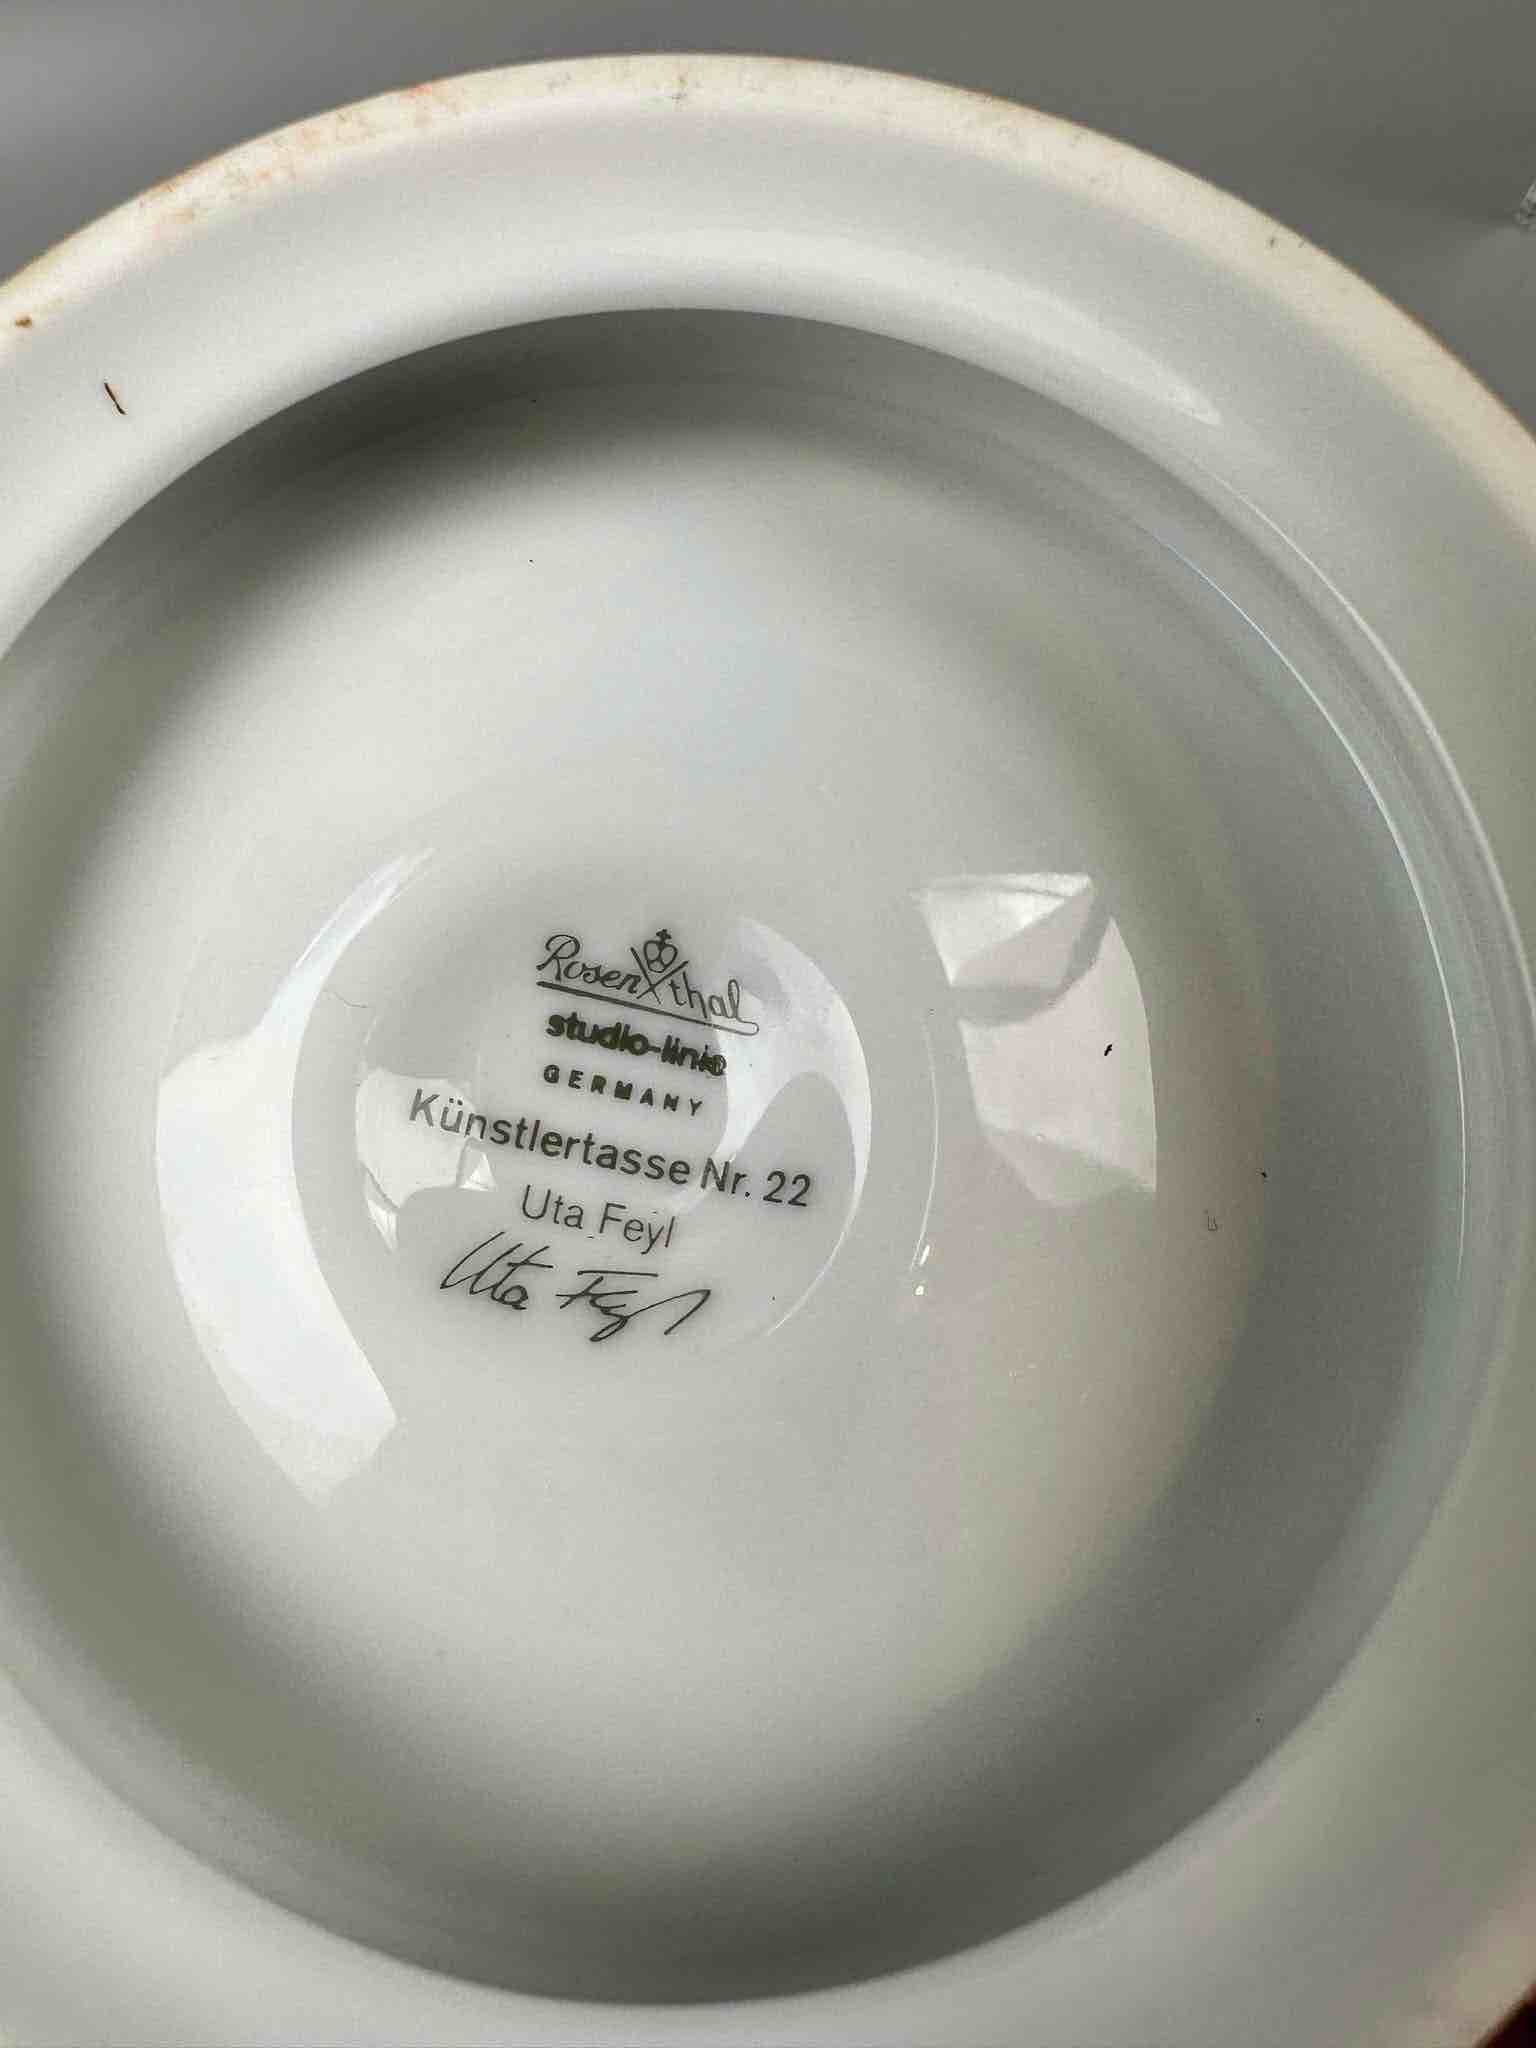 Rosenthal
studio-linie
GERMANY
Künstlertasse Nr. 22
Uta Feyl
Uta Feyl